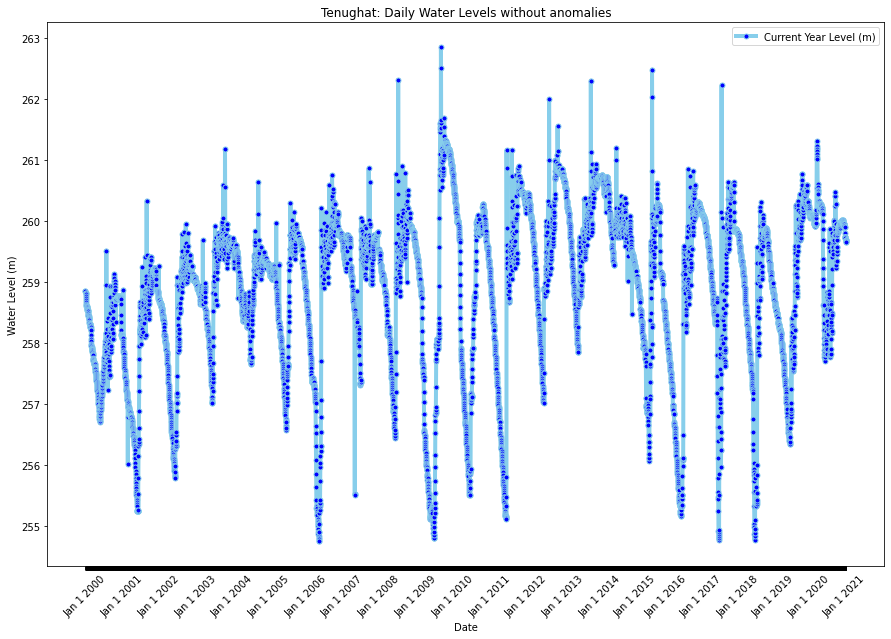 Tenughat: Daily Water Levels without anomalies
Current Year Level (m)
263
262
261
260
259
258
257
256
255
Water Level (m)
Jan 1 2000
Jan 1 2001
Jan 1 2002
Jan 1 2003
Jan 1 2004
Jan 1 2005
Jan 1 2006
Jan 1 2007
Jan 1 2008
Jan 1 2009
Jan 1 2010
Jan 1 2011
Jan 1 2012
Jan 1 2013
Jan 1 2014
Jan 1 2015
Jan 1 2016
Jan 1 2017
Jan 1 2018
Jan 1 2019
Jan 1 2020
Jan 1 2021
Date